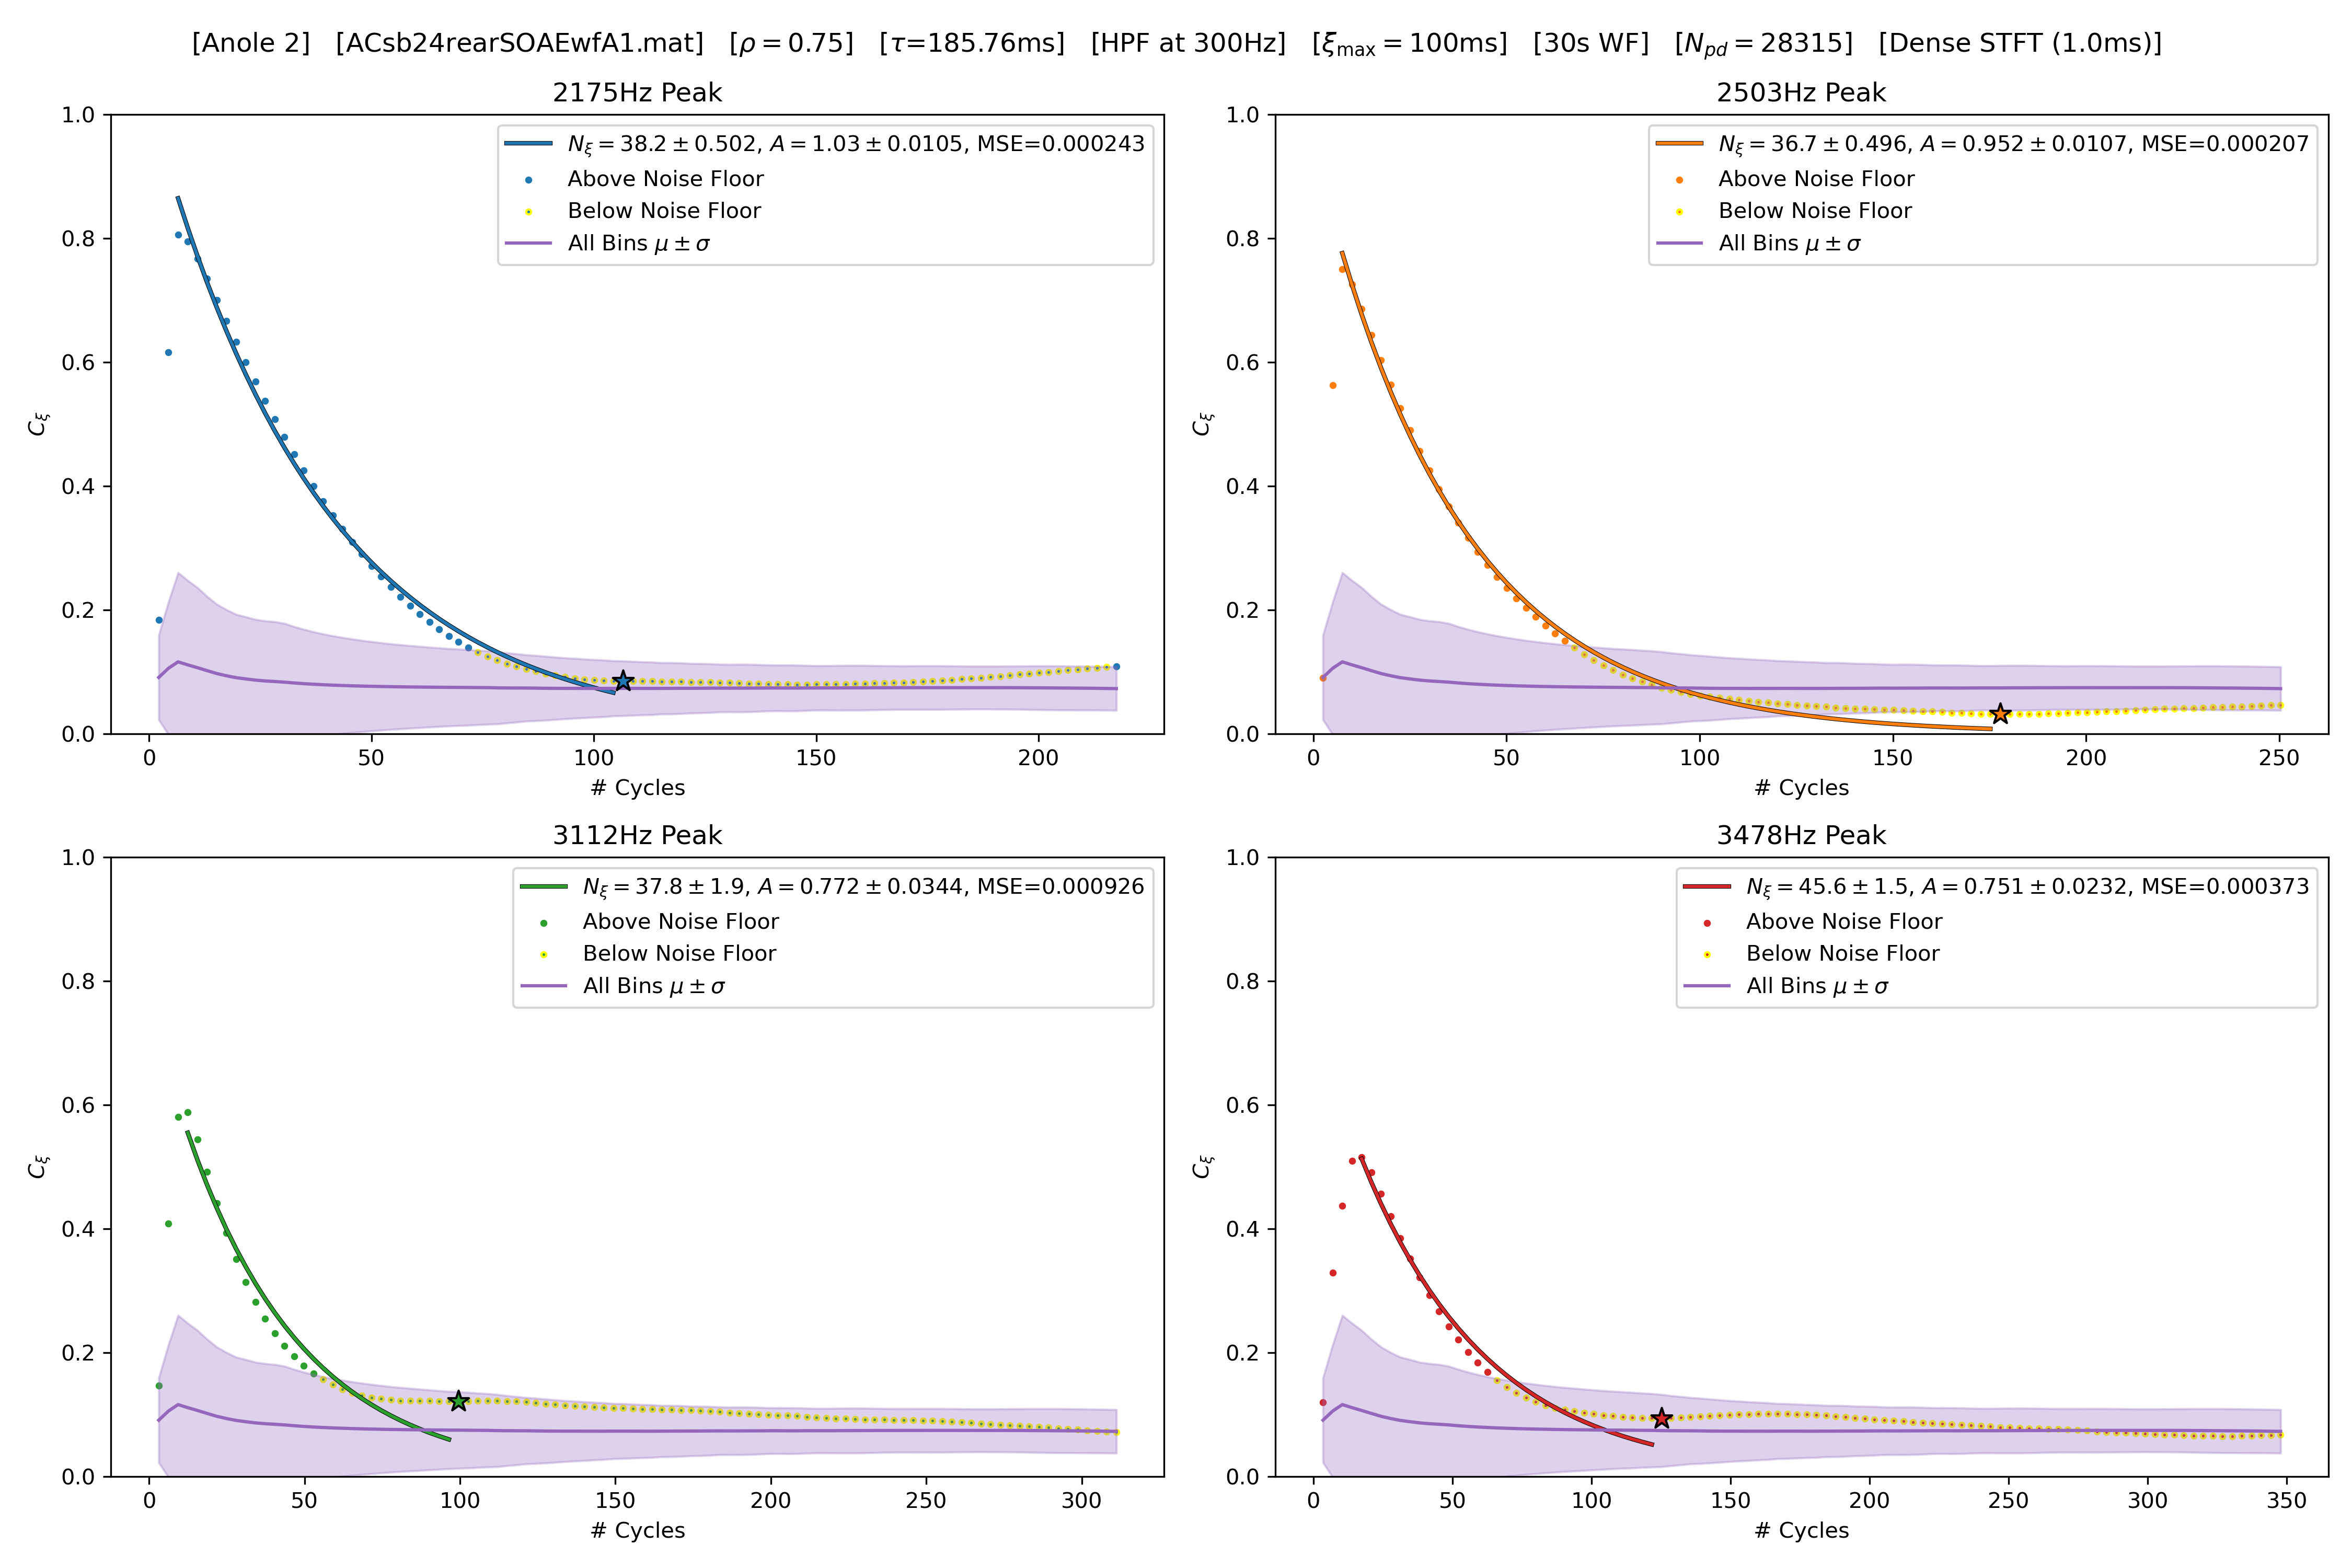 [Anole 2]   [ACsb24rearSOAEwfA1.mat]   [ρ = 0.75]   [τ=185.76ms]   [HPF at 300Hz]   [ξmax = 100ms]   [30s WF]   [Npd = 28315]   [Dense STFT (1.0ms)]
2175Hz Peak
Nξ = 38.2 ± 0.502, A = 1.03 ± 0.0105, MSE=0.000243
Above Noise Floor
Below Noise Floor
All Bins μ ± σ
1.0
0.8
0.6
0.4
0.2
0.0
Cξ
0 50 100 150 200
# Cycles
2503Hz Peak
Nξ = 36.7 ± 0.496, A = 0.952 ± 0.0107, MSE=0.000207
Above Noise Floor
Below Noise Floor
All Bins μ ± σ
1.0
0.8
0.6
0.4
0.2
0.0
Cξ
0 50 100 150 200 250
# Cycles
3112Hz Peak
Nξ = 37.8 ± 1.9, A = 0.772 ± 0.0344, MSE=0.000926
Above Noise Floor
Below Noise Floor
All Bins μ ± σ
1.0
0.8
0.6
0.4
0.2
0.0
Cξ
0 50 100 150 200 250 300
# Cycles
3478Hz Peak
Nξ = 45.6 ± 1.5, A = 0.751 ± 0.0232, MSE=0.000373
Above Noise Floor
Below Noise Floor
All Bins μ ± σ
1.0
0.8
0.6
0.4
0.2
0.0
Cξ
0 50 100 150 200 250 300 350
# Cycles